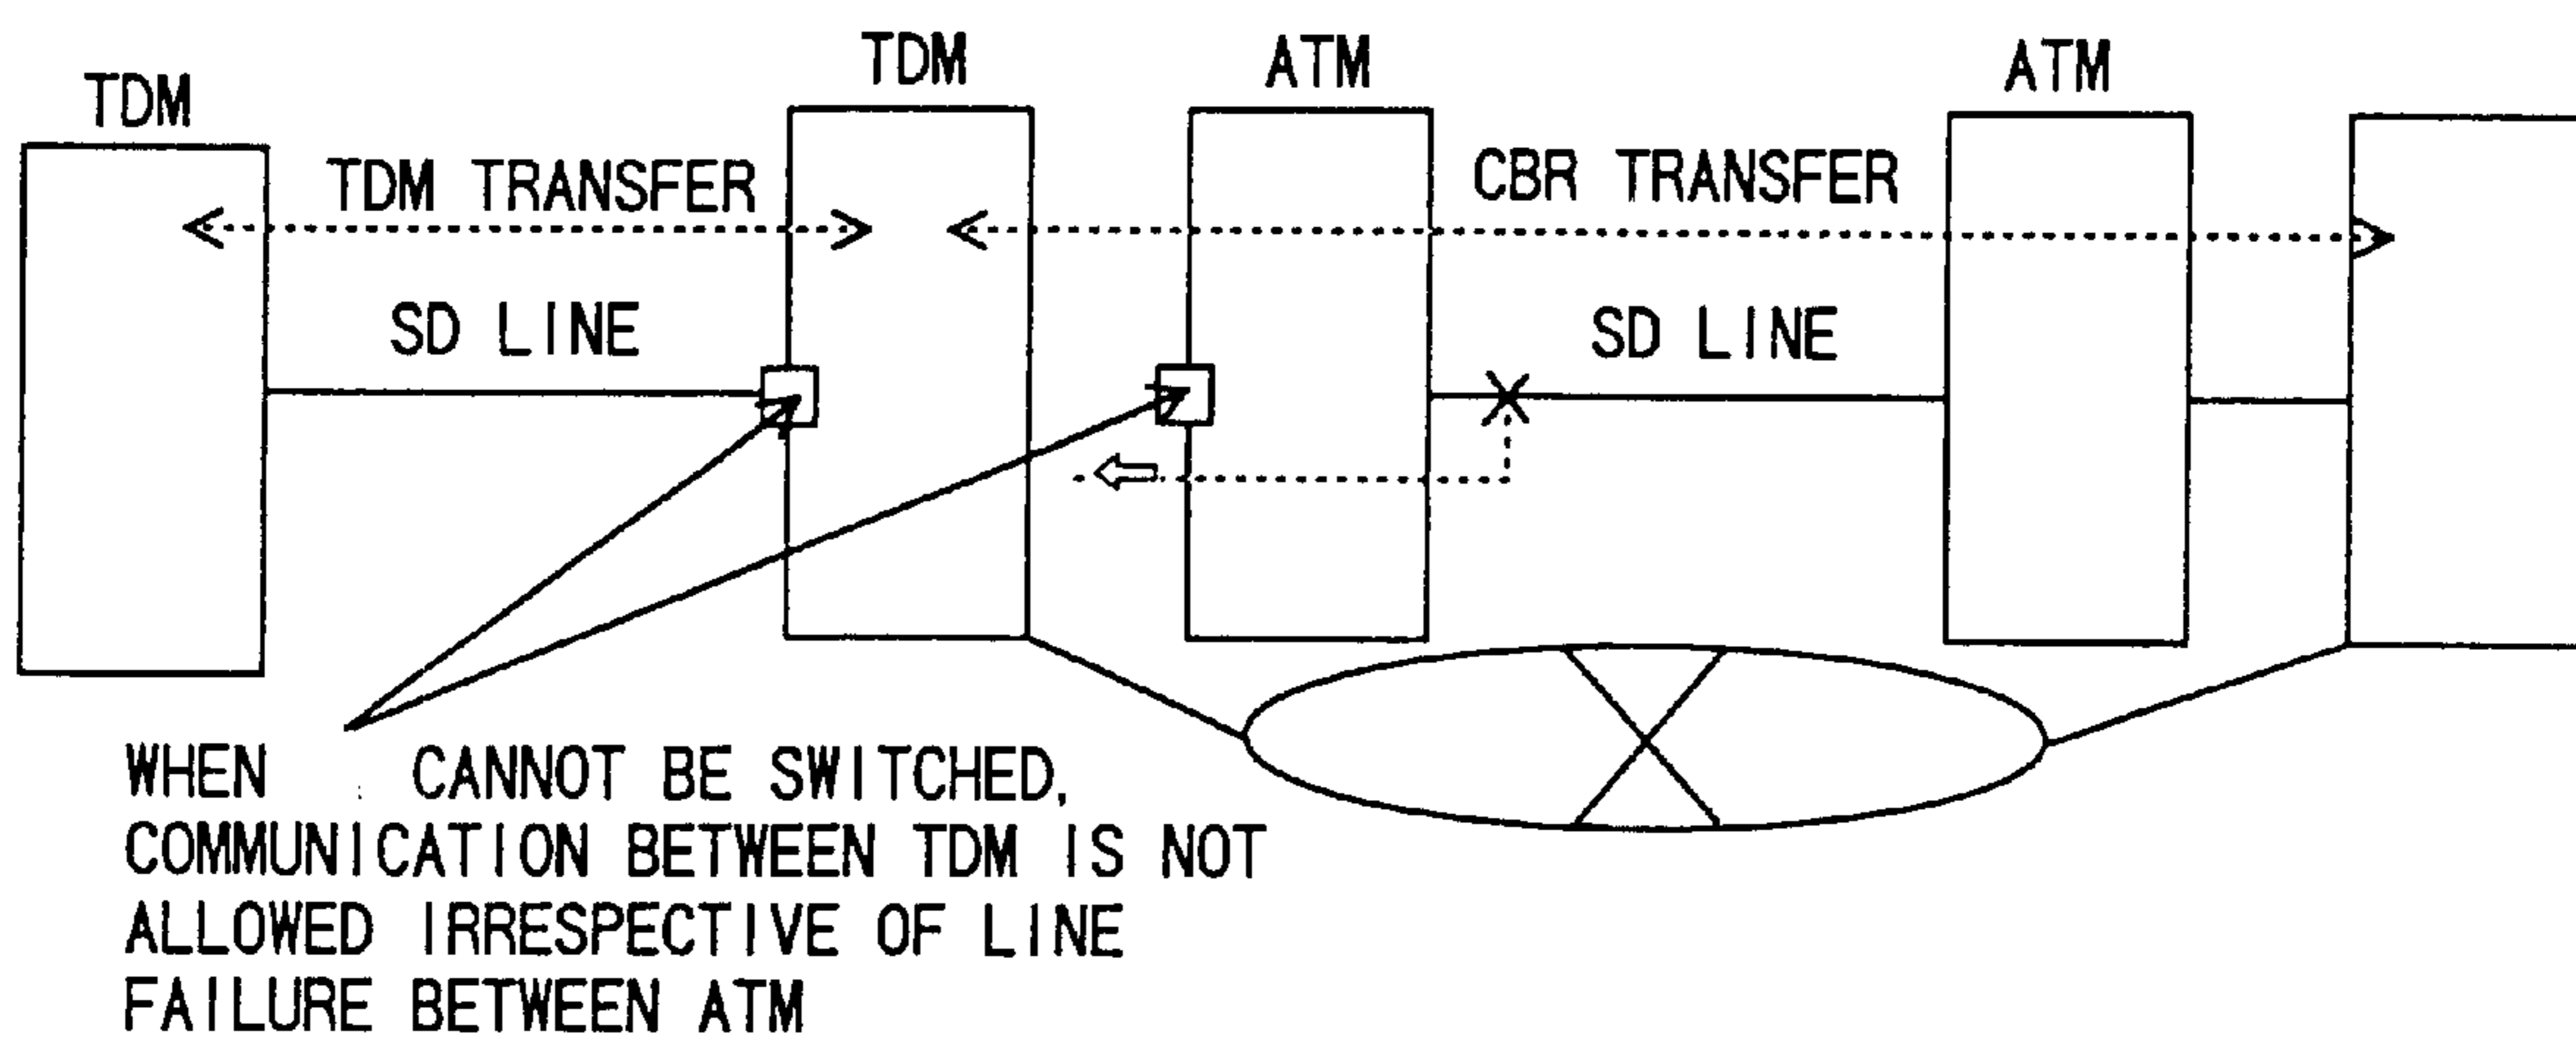 TDM
TDM
ATM
ATM
TDM TRANSFER
CBR TRANSFER
SD LINE
SD LINE
WHEN CANNOT BE SWITCHED,
COMMUNICATION BETWEEN TDM IS NOT
ALLOWED IRRESPECTIVE OF LINE
FAILURE BETWEEN ATM